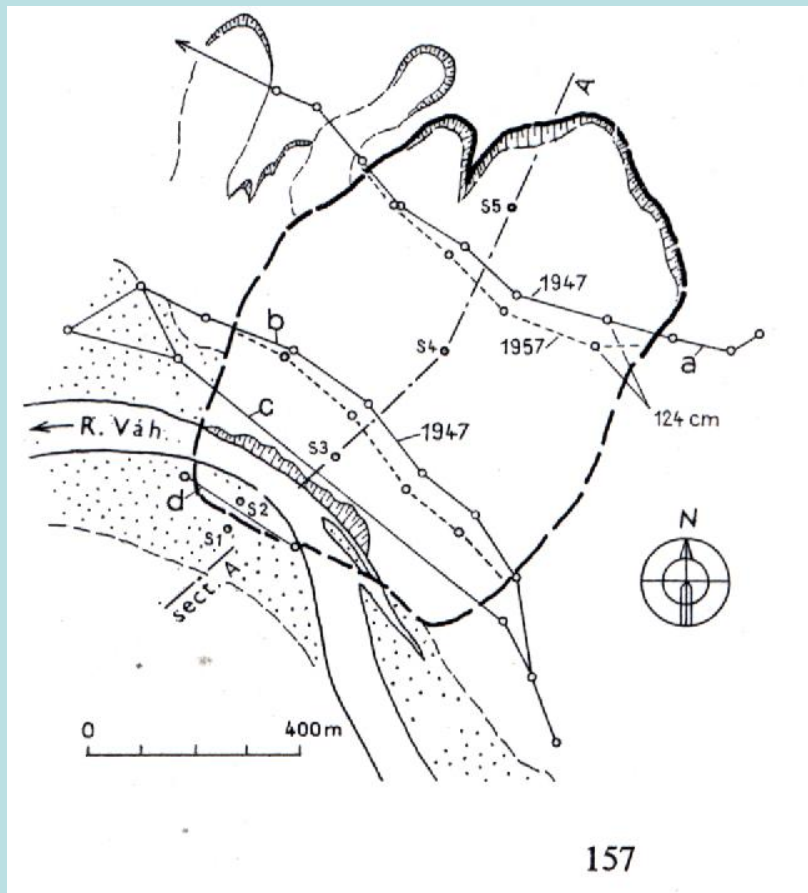 A
S5
1947
S4
1957
a
b
124 cm
c
1947
R. Váh
S3
d
S2
S1
sect. A
N
0
400m
157